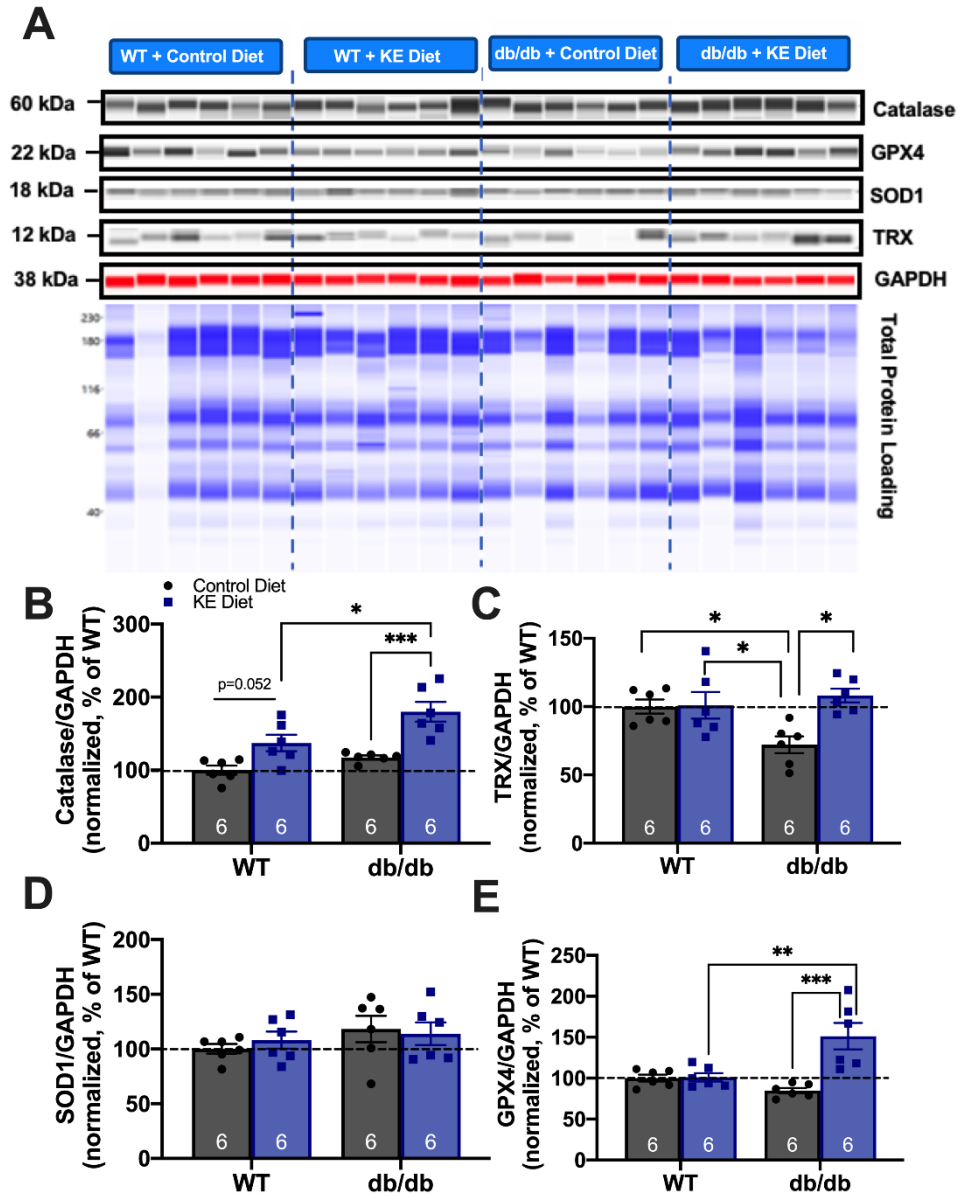 A
WT + Control Diet
WT + KE Diet
db/db + Control Diet
db/db + KE Diet
60 kDa
Catalase
22 kDa
GPX4
18 kDa
SOD1
12 kDa
TRX
38 kDa
GAPDH
230
180
116
66
40
Total Protein Loading
B
Control Diet
KE Diet
Catalase/GAPDH
(normalized, % of WT)
300
200
100
0
p=0.052
*
***
6
6
6
6
WT
db/db
C
TRX/GAPDH
(normalized, % of WT)
150
100
50
0
*
*
*
6
6
6
6
WT
db/db
D
SOD1/GAPDH
(normalized, % of WT)
200
150
100
50
0
6
6
6
6
WT
db/db
E
GPX4/GAPDH
(normalized, % of WT)
250
200
150
100
50
0
**
***
6
6
6
6
WT
db/db